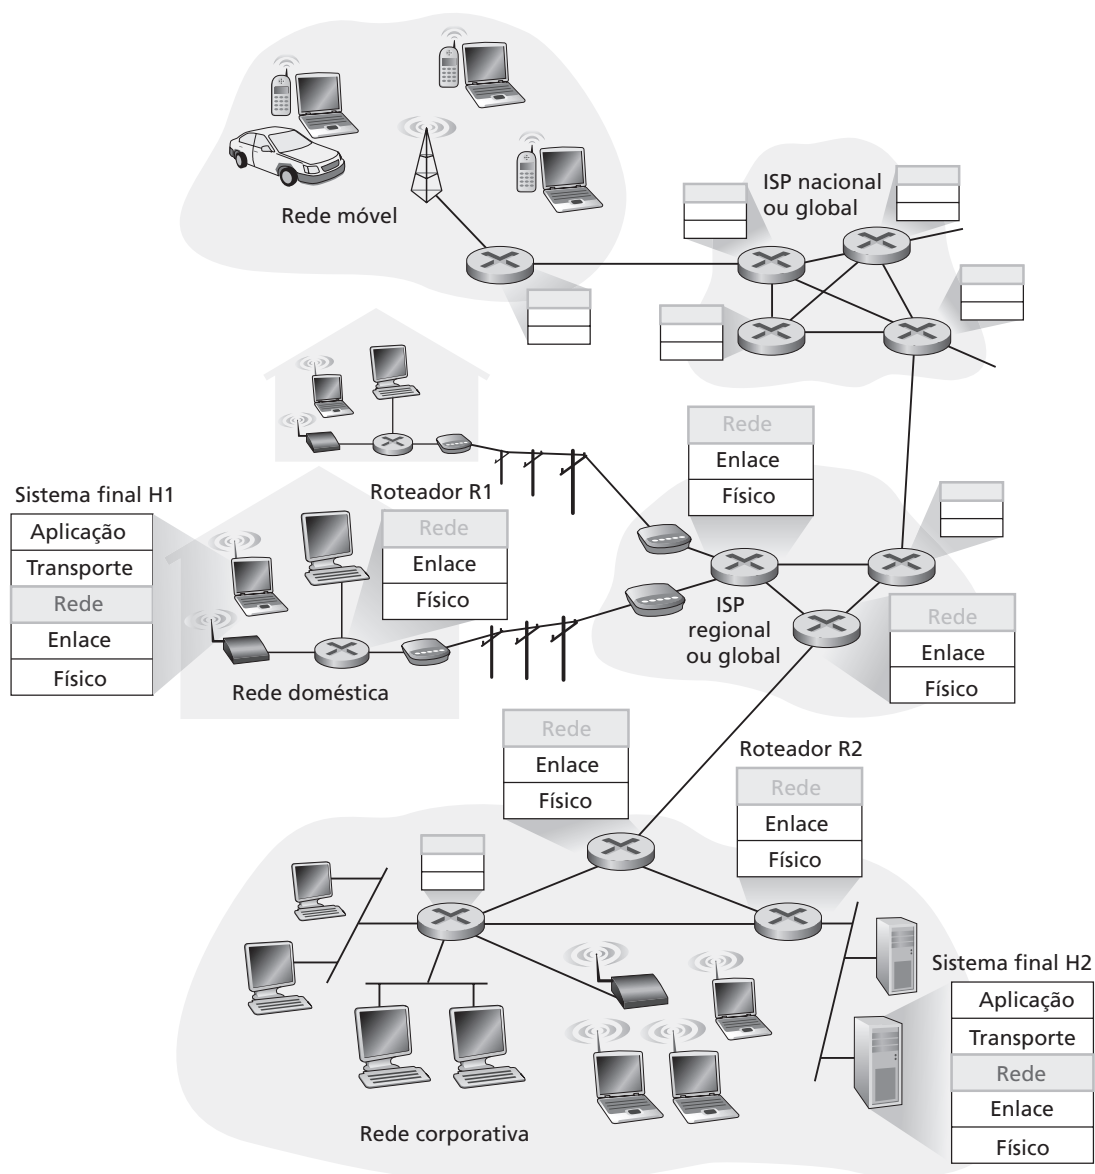 ISP nacional
ou global
Rede móvel
Rede
Enlace
Físico
Sistema final H1
Aplicação
Transporte
Rede
Enlace
Físico
Roteador R1
Rede
Enlace
Físico
ISP
regional
ou global
Rede
Enlace
Físico
Rede doméstica
Rede
Enlace
Físico
Roteador R2
Rede
Enlace
Físico
Sistema final H2
Aplicação
Transporte
Rede
Enlace
Físico
Rede corporativa